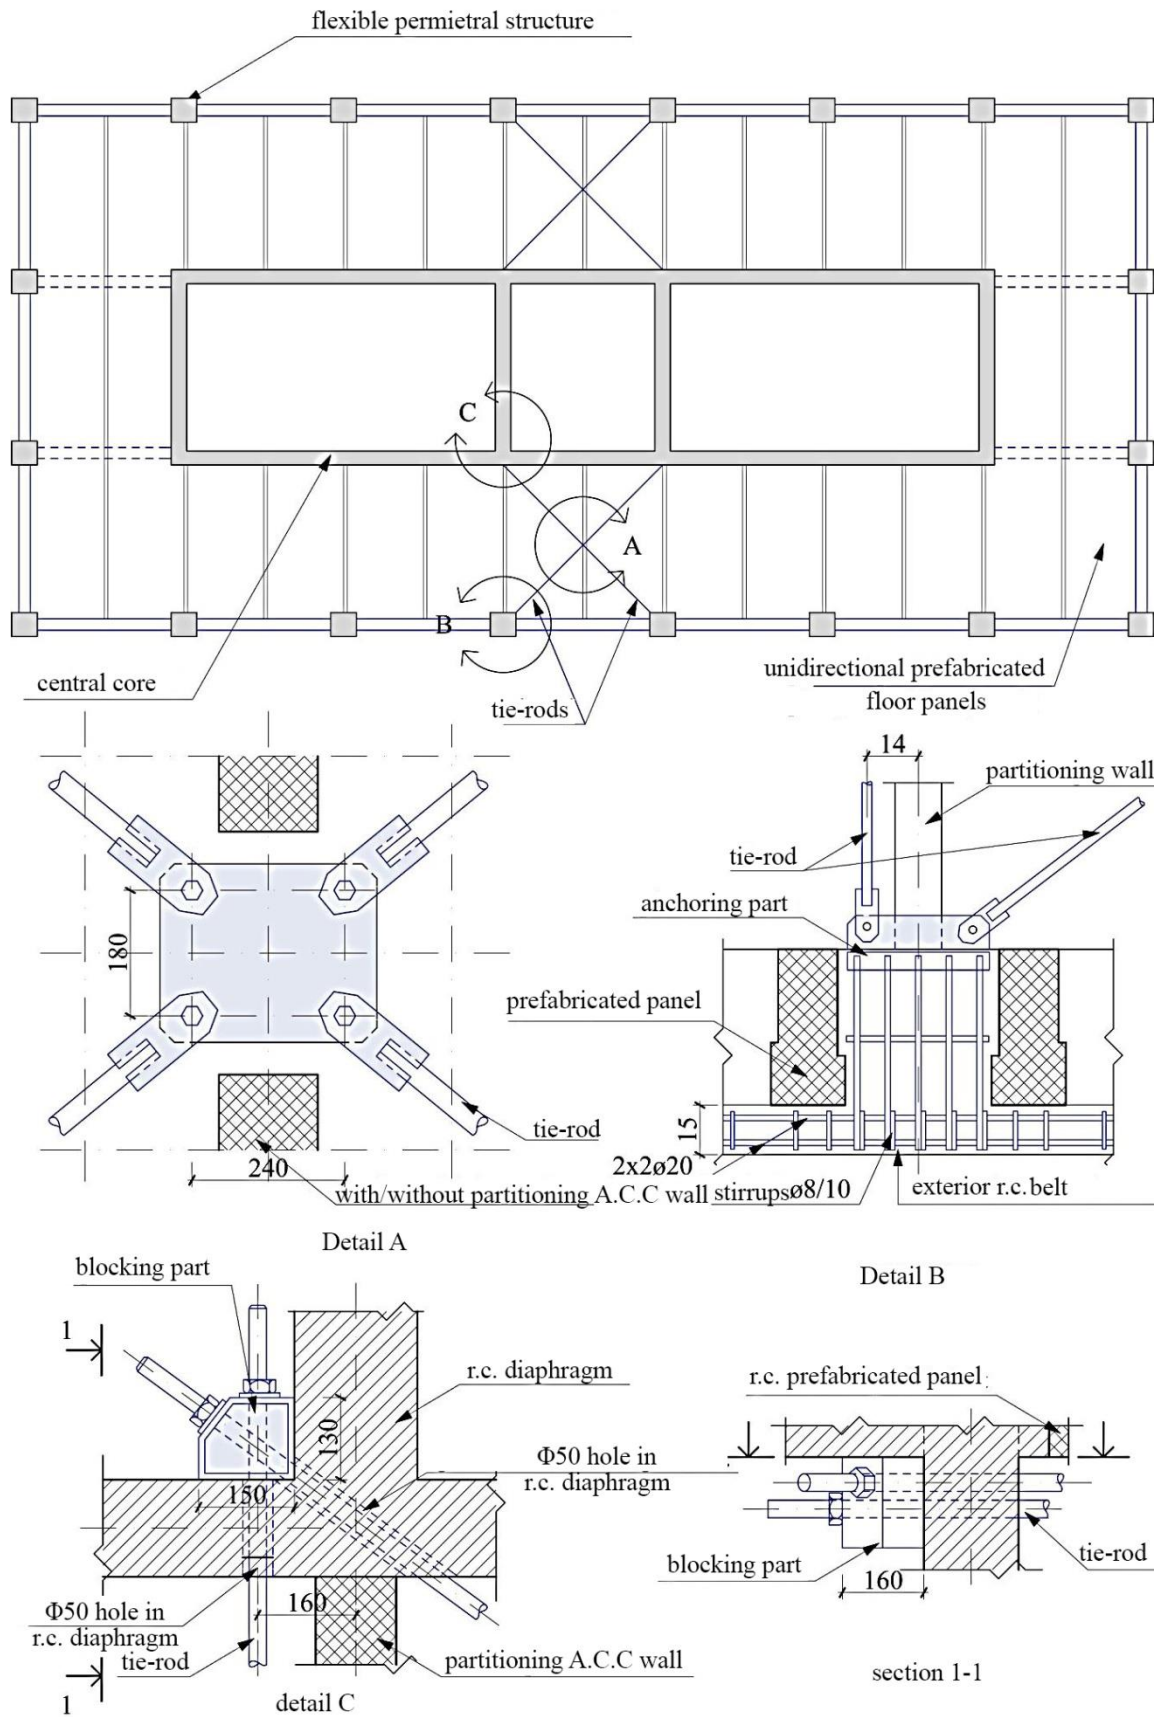 flexible permietral structure
C
A
B
central core
tie-rods
unidirectional prefabricated
floor panels
14
partitioning wall
tie-rod
anchoring part
180
prefabricated panel
tie-rod
15
240
2x2ø20
with/without partitioning A.C.C wall
stirrupsø8/10
exterior r.c. belt
Detail A
Detail B
blocking part
1
r.c. diaphragm
130
Φ50 hole in
r.c. diaphragm
150
160
Φ50 hole in
r.c. diaphragm
tie-rod
partitioning A.C.C wall
1
detail C
r.c. prefabricated panel
blocking part
tie-rod
160
section 1-1